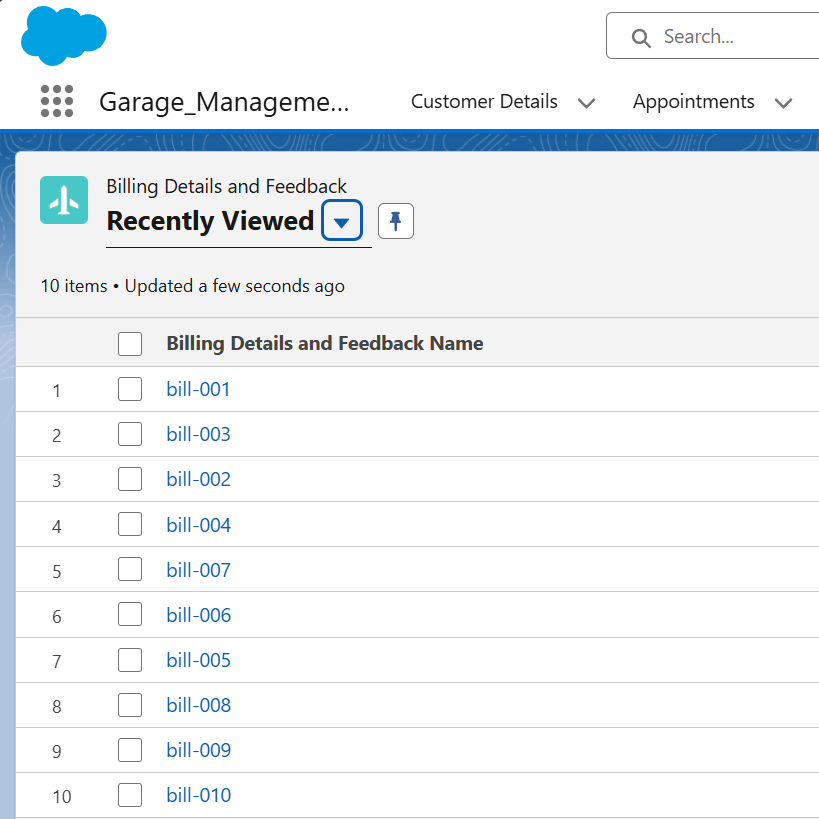 Search...
Garage_Manageme... Customer Details Appointments
Billing Details and Feedback
Recently Viewed
10 items • Updated a few seconds ago
Billing Details and Feedback Name
1 bill-001
2 bill-003
3 bill-002
4 bill-004
5 bill-007
6 bill-006
7 bill-005
8 bill-008
9 bill-009
10 bill-010